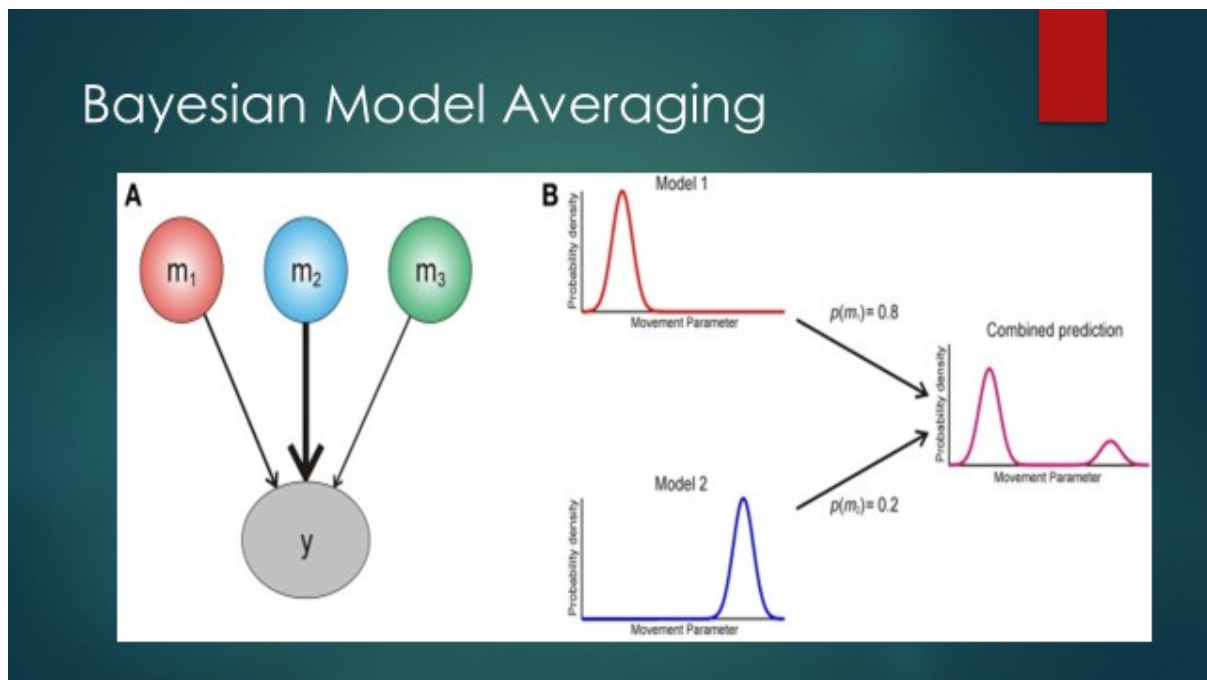 Bayesian Model Averaging
A
m₁
m₂
m₃
y
B
Model 1
Probability density
Movement Parameter
p(m₁)= 0.8
Model 2
Probability density
Movement Parameter
p(m₂)= 0.2
Combined prediction
Probability density
Movement Parameter